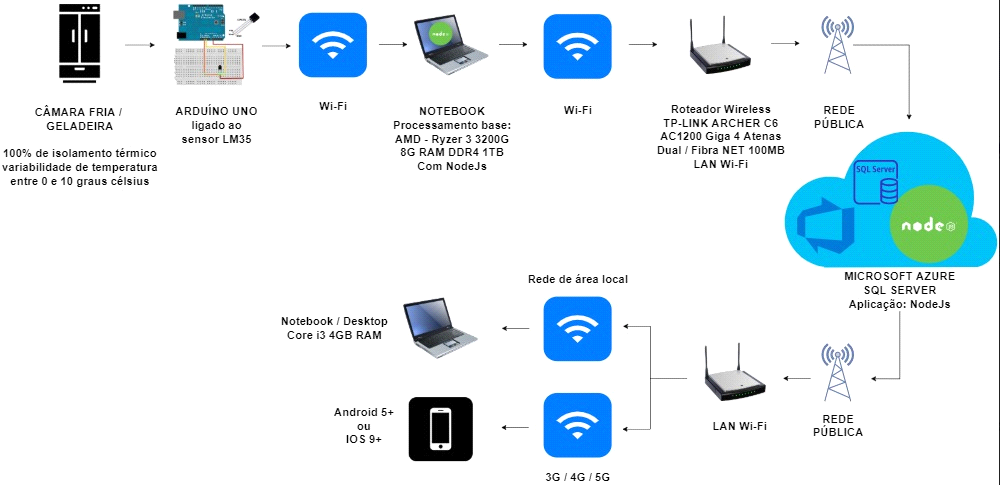 CÂMARA FRIA /
GELADEIRA
100% de isolamento térmico
variabilidade de temperatura
entre 0 e 10 graus célsius
ARDUÍNO UNO
ligado ao
sensor LM35
Wi-Fi
node
NOTEBOOK
Processamento base:
AMD - Ryzer 3 3200G
8G RAM DDR4 1TB
Com NodeJs
Wi-Fi
Roteador Wireless
TP-LINK ARCHER C6
AC1200 Giga 4 Atenas
Dual / Fibra NET 100MB
LAN Wi-Fi
REDE
PÚBLICA
SQL Server
node
JS
MICROSOFT AZURE
SQL SERVER
Aplicação: NodeJs
REDE
PÚBLICA
LAN Wi-Fi
Rede de área local
Notebook / Desktop
Core i3 4GB RAM
Android 5+
ou
IOS 9+
3G / 4G / 5G